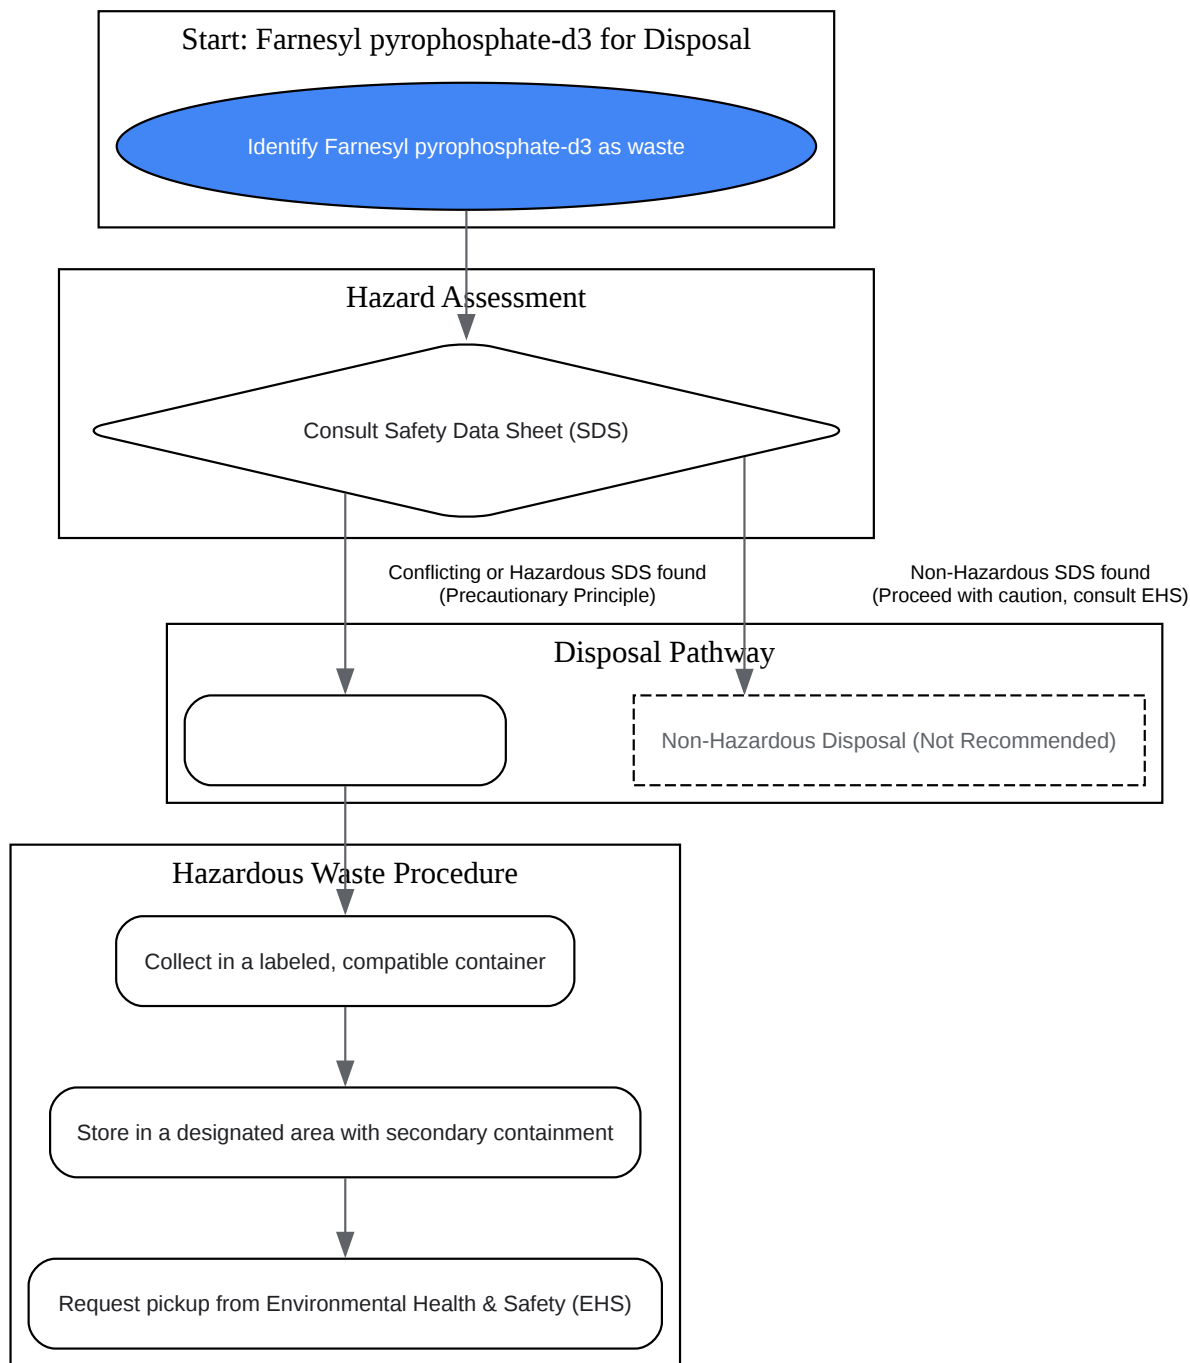 Start: Farnesyl pyrophosphate-d3 for Disposal
Identify Farnesyl pyrophosphate-d3 as waste
Hazard Assessment
Consult Safety Data Sheet (SDS)
Conflicting or Hazardous SDS found
(Precautionary Principle)
Non-Hazardous SDS found
(Proceed with caution, consult EHS)
Disposal Pathway
Non-Hazardous Disposal (Not Recommended)
Hazardous Waste Procedure
Collect in a labeled, compatible container
Store in a designated area with secondary containment
Request pickup from Environmental Health & Safety (EHS)